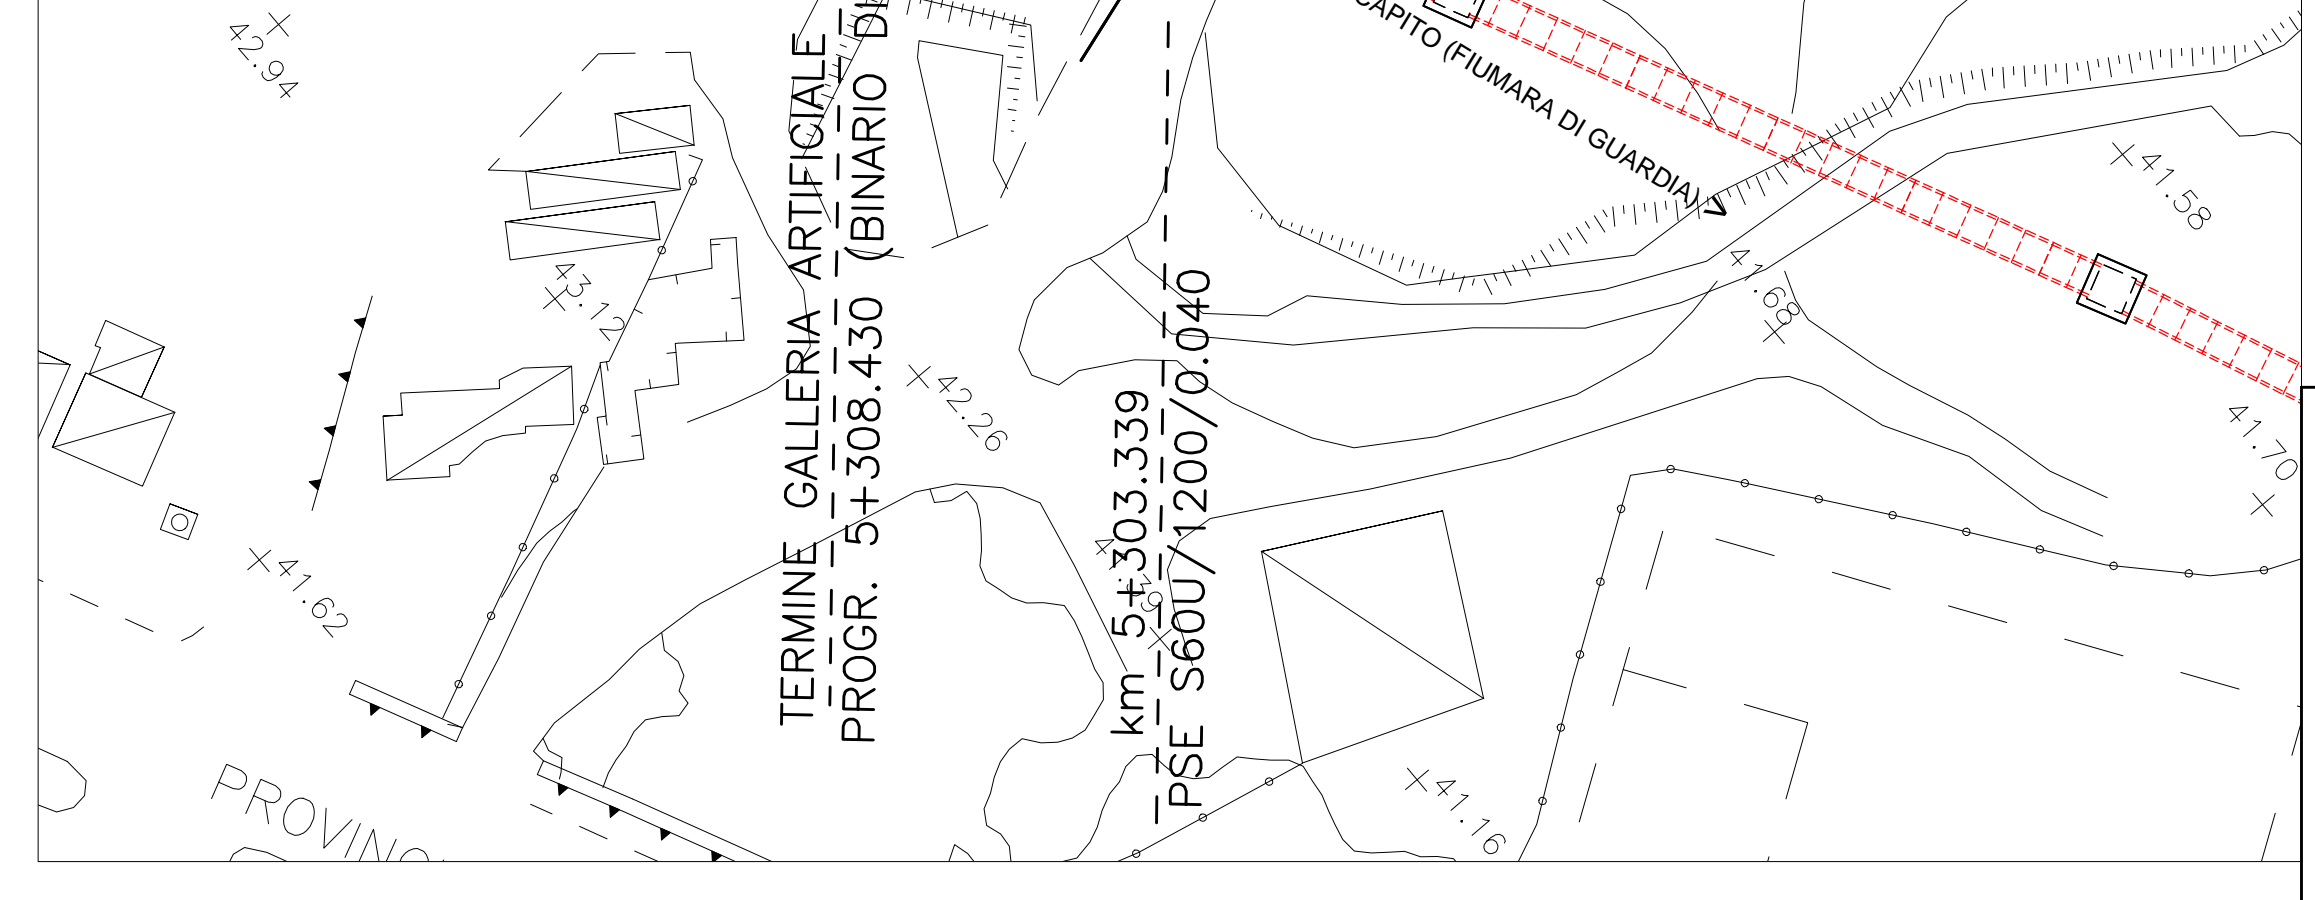 42.94
CAPITO (FIUMARA DI GUARDIA)
41.58
43.12
41.68
TERMINE GALLERIA ARTIFICIALE
PROGR. 5+308.430 (BINARIO DI
42.26
km 5+303.339
PSE S60U/1200/0.040
41.70
41.62
41.16
PROVINC